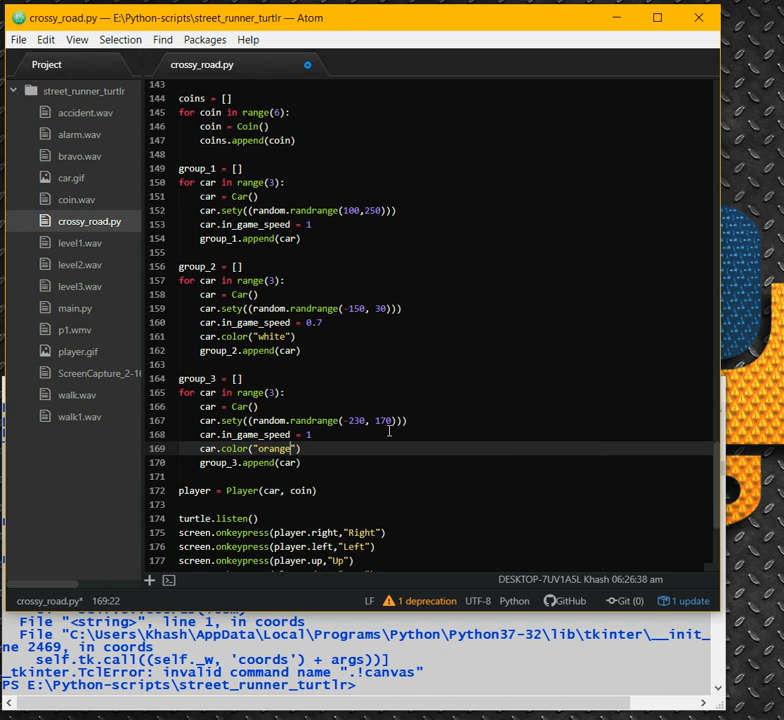 crossy_road.py — E:\Python-scripts\street_runner_turtlr — Atom
File Edit View Selection Find Packages Help
Project
crossy_road.py
street_runner_turtlr
accident.wav
alarm.wav
bravo.wav
car.gif
coin.wav
crossy_road.py
level1.wav
level2.wav
level3.wav
main.py
p1.wmv
player.gif
ScreenCapture_2-16
walk.wav
walk1.wav
143
144 coins = []
145 for coin in range(6):
146 coin = Coin()
147 coins.append(coin)
148
149 group_1 = []
150 for car in range(3):
151 car = Car()
152 car.sety((random.randrange(100,250)))
153 car.in_game_speed = 1
154 group_1.append(car)
155
156 group_2 = []
157 for car in range(3):
158 car = Car()
159 car.sety((random.randrange(-150, 30)))
160 car.in_game_speed = 0.7
161 car.color("white")
162 group_2.append(car)
163
164 group_3 = []
165 for car in range(3):
166 car = Car()
167 car.sety((random.randrange(-230, 170)))
168 car.in_game_speed = 1
169 car.color("orange")
170 group_3.append(car)
171
172 player = Player(car, coin)
173
174 turtle.listen()
175 screen.onkeypress(player.right,"Right")
176 screen.onkeypress(player.left,"Left")
177 screen.onkeypress(player.up,"Up")
DESKTOP-7UV1A5L Khash 06:26:38 am
crossy_road.py* 169:22 LF 1 deprecation UTF-8 Python GitHub Git (0) 1 update
File "<string>", line 1, in coords
File "C:\Users\Khash\AppData\Local\Programs\Python\Python37-32\lib\tkinter\__init_
ne 2469, in coords
self.tk.call((self._w, 'coords') + args))]
_tkinter.TclError: invalid command name ".!canvas"
PS E:\Python-scripts\street_runner_turtlr>